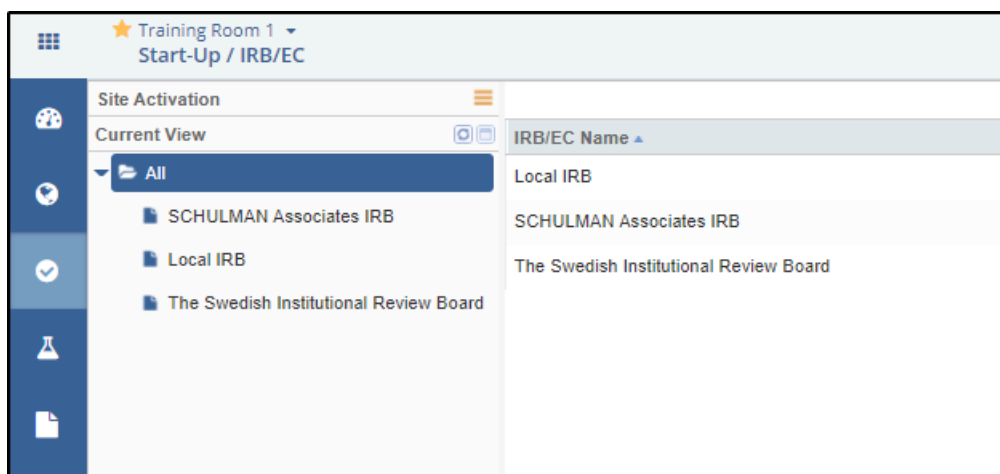 Training Room 1
Start-Up / IRB/EC
Site Activation
Current View
All
SCHULMAN Associates IRB
Local IRB
The Swedish Institutional Review Board
IRB/EC Name
Local IRB
SCHULMAN Associates IRB
The Swedish Institutional Review Board